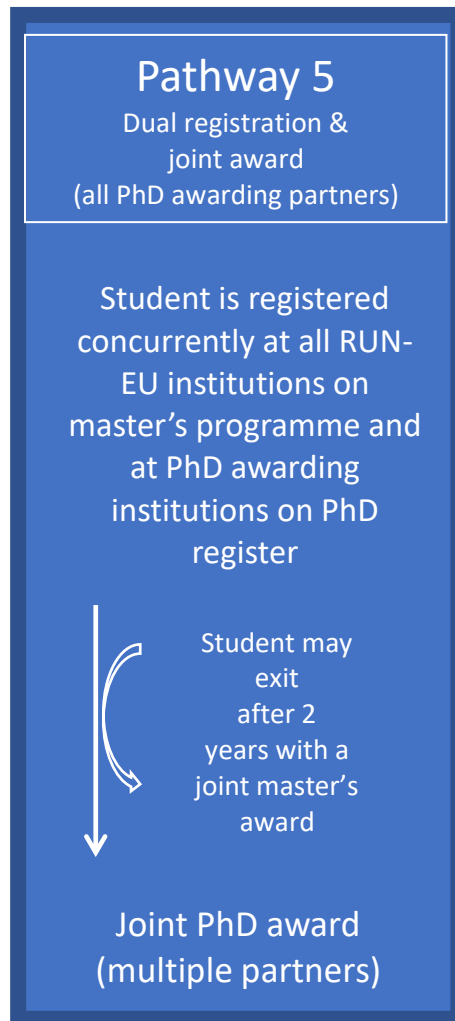 Pathway 5
Dual registration &
joint award
(all PhD awarding partners)
Student is registered
concurrently at all RUN-
EU institutions on
master’s programme and
at PhD awarding
institutions on PhD
register
Student may
exit
after 2
years with a
joint master’s
award
Joint PhD award
(multiple partners)